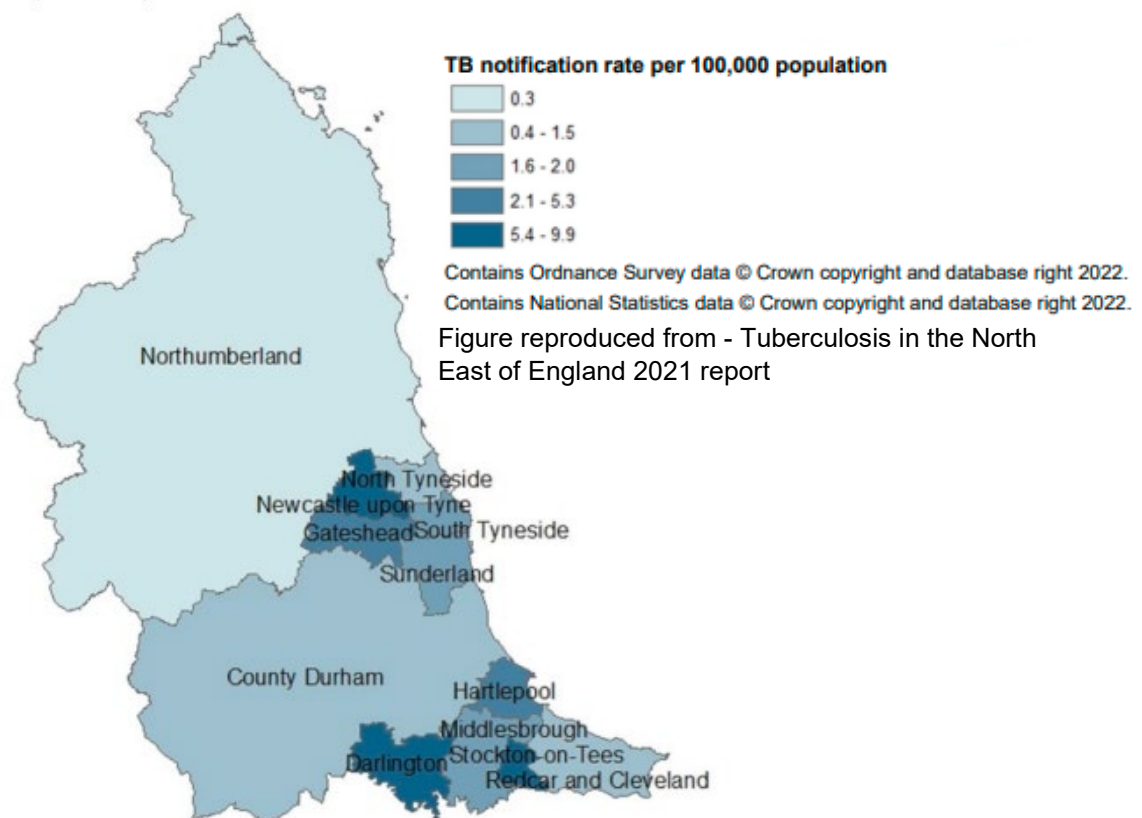 TB notification rate per 100,000 population
0.3
0.4 - 1.5
1.6 - 2.0
2.1 - 5.3
5.4 - 9.9
Contains Ordnance Survey data © Crown copyright and database right 2022.
Contains National Statistics data © Crown copyright and database right 2022.
Figure reproduced from - Tuberculosis in the North
East of England 2021 report
Northumberland
North Tyneside
Newcastle upon Tyne
Gateshead
South Tyneside
Sunderland
County Durham
Hartlepool
Middlesbrough
Stockton-on-Tees
Darlington
Redcar and Cleveland